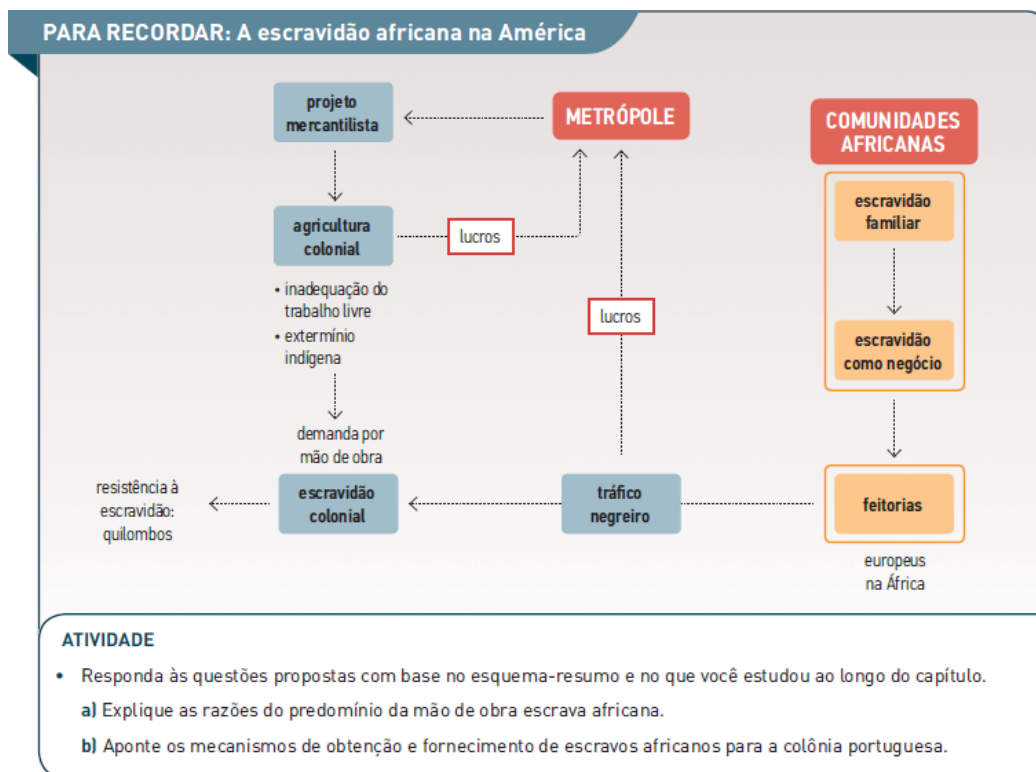 PARA RECORDAR: A escravidão africana na América
projeto
mercantilista
METRÓPOLE
COMUNIDADES
AFRICANAS
escravidão
familiar
agricultura
colonial
lucros
• inadequação do
trabalho livre
• extermínio
indígena
lucros
escravidão
como negócio
demanda por
mão de obra
resistência à
escravidão:
quilombos
escravidão
colonial
tráfico
negreiro
feitorias
europeus
na África
ATIVIDADE
• Responda às questões propostas com base no esquema-resumo e no que você estudou ao longo do capítulo.
a) Explique as razões do predomínio da mão de obra escrava africana.
b) Aponte os mecanismos de obtenção e fornecimento de escravos africanos para a colônia portuguesa.